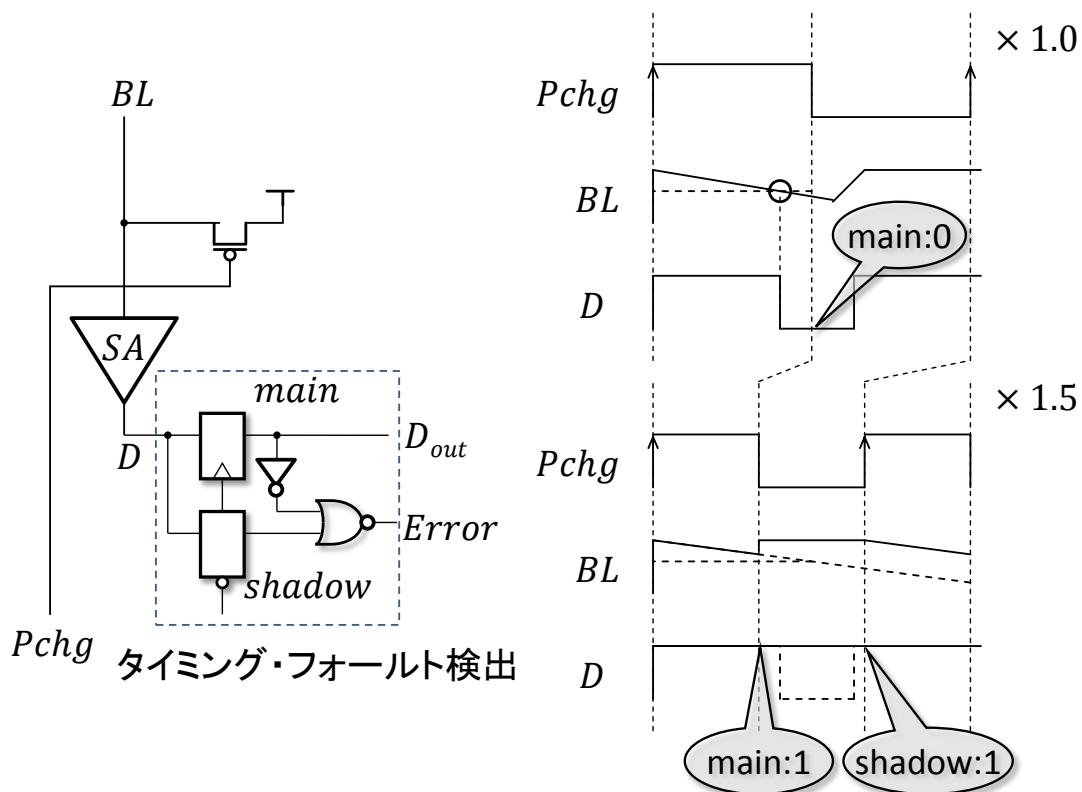 BL
SA
D
main
D_out
Error
shadow
Pchg
タイミング・フォールト検出
× 1.0
Pchg
BL
main:0
D
× 1.5
Pchg
BL
D
main:1
shadow:1